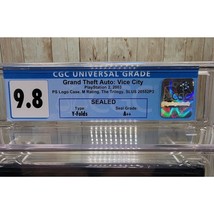 CGC UNIVERSAL GRADE
9.8
Grand Theft Auto: Vice City
PlayStation 2, 2003
PS Logo Case, M Rating, The Trilogy,
SEALED
Type
Seal Grade
Y-Folds
A++